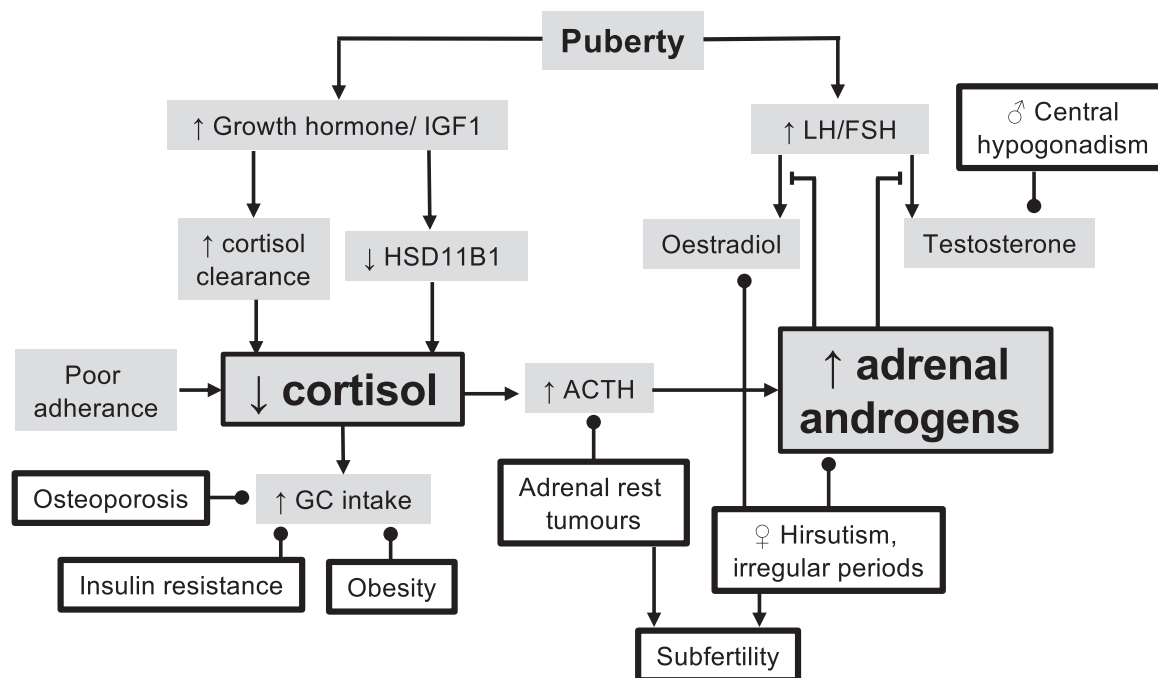 Puberty
↑ Growth hormone/ IGF1
↑ LH/FSH
♂ Central
hypogonadism
↑ cortisol
clearance
↓ HSD11B1
Oestradiol
Testosterone
Poor
adherance
↓ cortisol
↑ ACTH
↑ adrenal
androgens
Osteoporosis
↑ GC intake
Adrenal rest
tumours
♀ Hirsutism,
irregular periods
Insulin resistance
Obesity
Subfertility